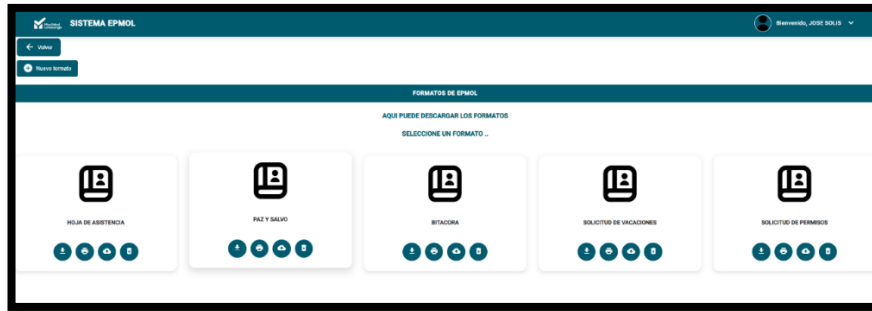 SISTEMA EPMOL
Bienvenido, JOSE SOLIS
Volver
Nuevo formato
FORMATOS DE EPMOL
AQUI PUEDE DESCARGAR LOS FORMATOS
SELECCIONE UN FORMATO ..
HOJA DE ASISTENCIA
PAZ Y SALVO
BITACORA
SOLICITUD DE VACACIONES
SOLICITUD DE PERMISOS